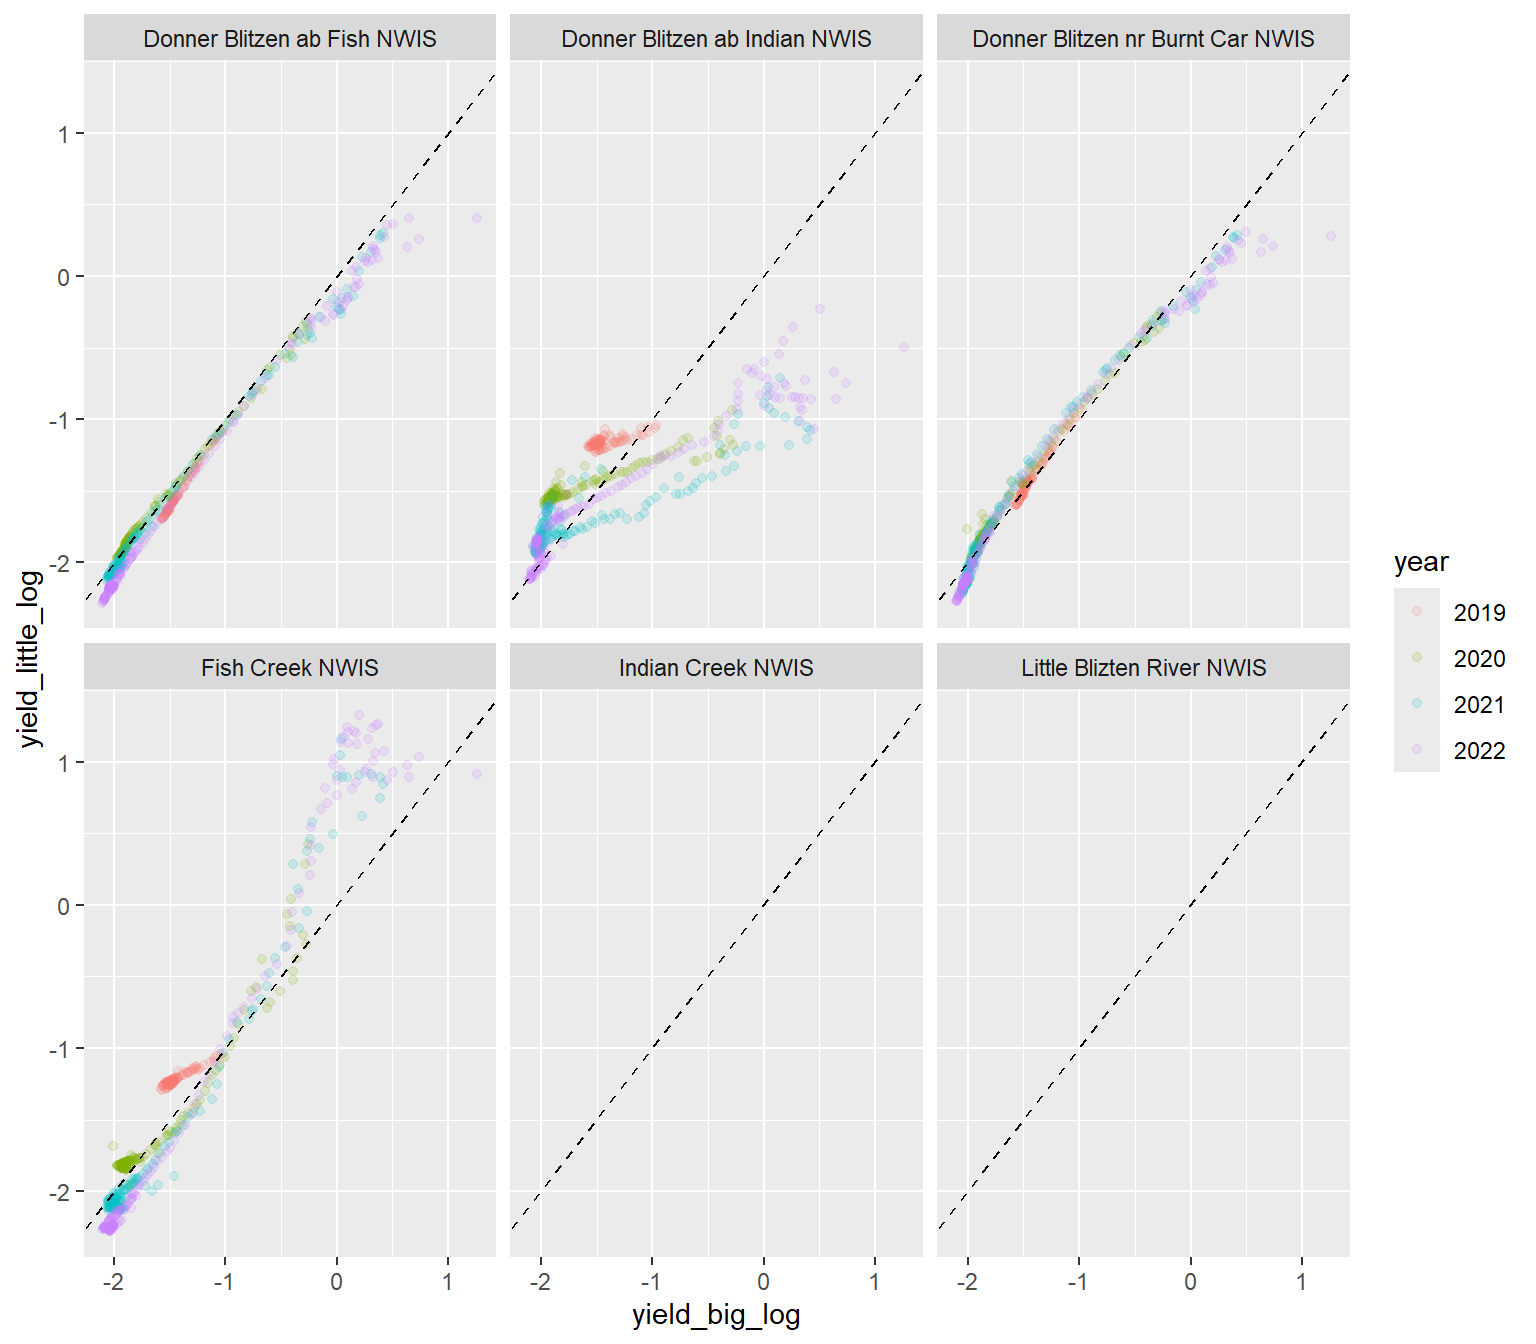 Donner Blitzen ab Fish NWIS
Donner Blitzen ab Indian NWIS
Donner Blitzen nr Burnt Car NWIS
1
0
-1
-2
yield_little_log
Fish Creek NWIS
Indian Creek NWIS
Little Blizten River NWIS
1
0
-1
-2
-2 -1 0 1
-2 -1 0 1
-2 -1 0 1
yield_big_log
year
2019
2020
2021
2022